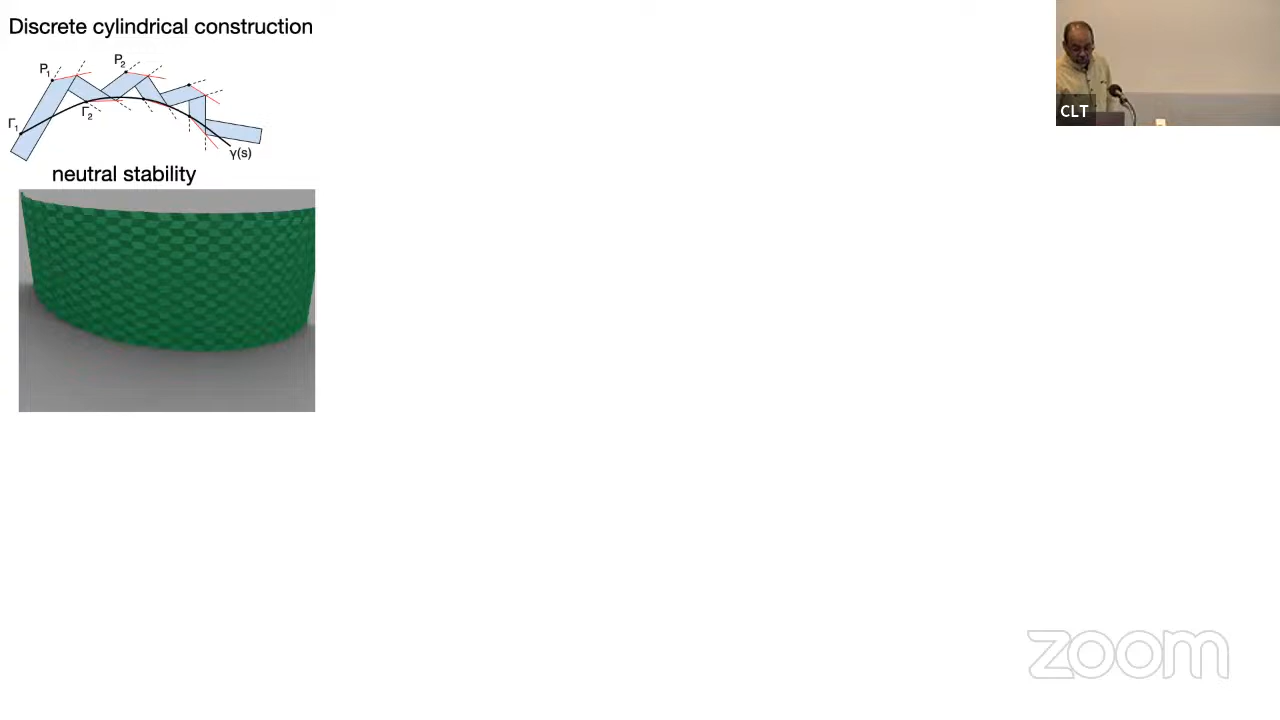 Discrete cylindrical construction
P₁
P₂
Γ₁
Γ₂
γ(s)
neutral stability
CLT
zoom